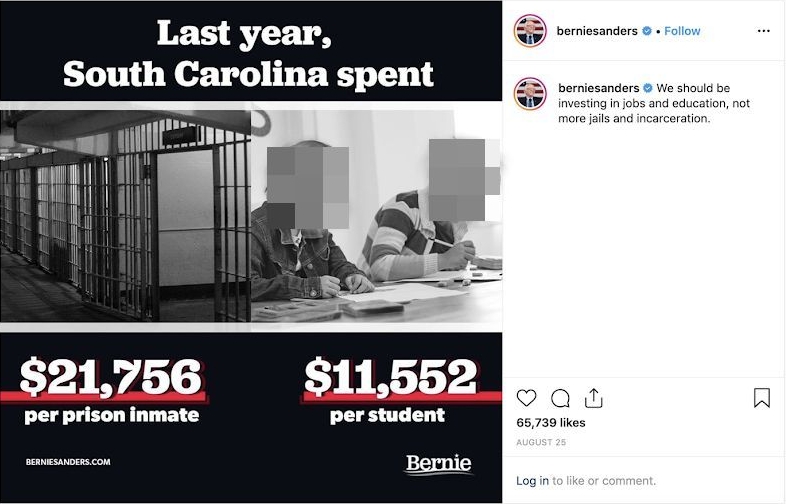 Last year,
South Carolina spent
$21,756
per prison inmate
$11,552
per student
BERNIESANDERS.COM
Bernie
berniesanders • Follow
berniesanders We should be
investing in jobs and education, not
more jails and incarceration.
65,739 likes
AUGUST 25
Log in to like or comment.